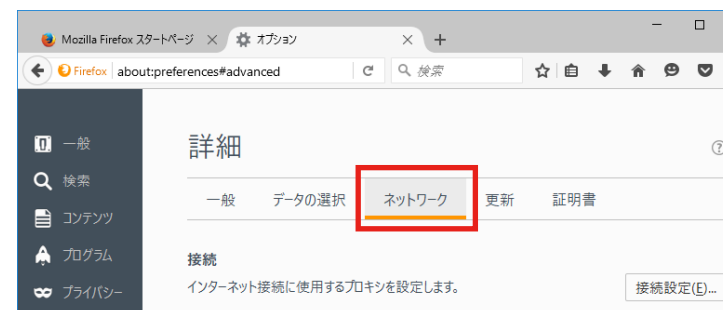 Mozilla Firefox スタートページ オプション
Firefox about:preferences#advanced 検索
一般
検索
コンテンツ
プログラム
プライバシー
詳細
一般 データの選択 ネットワーク 更新 証明書
接続
インターネット接続に使用するプロキシを設定します。
接続設定(E)...